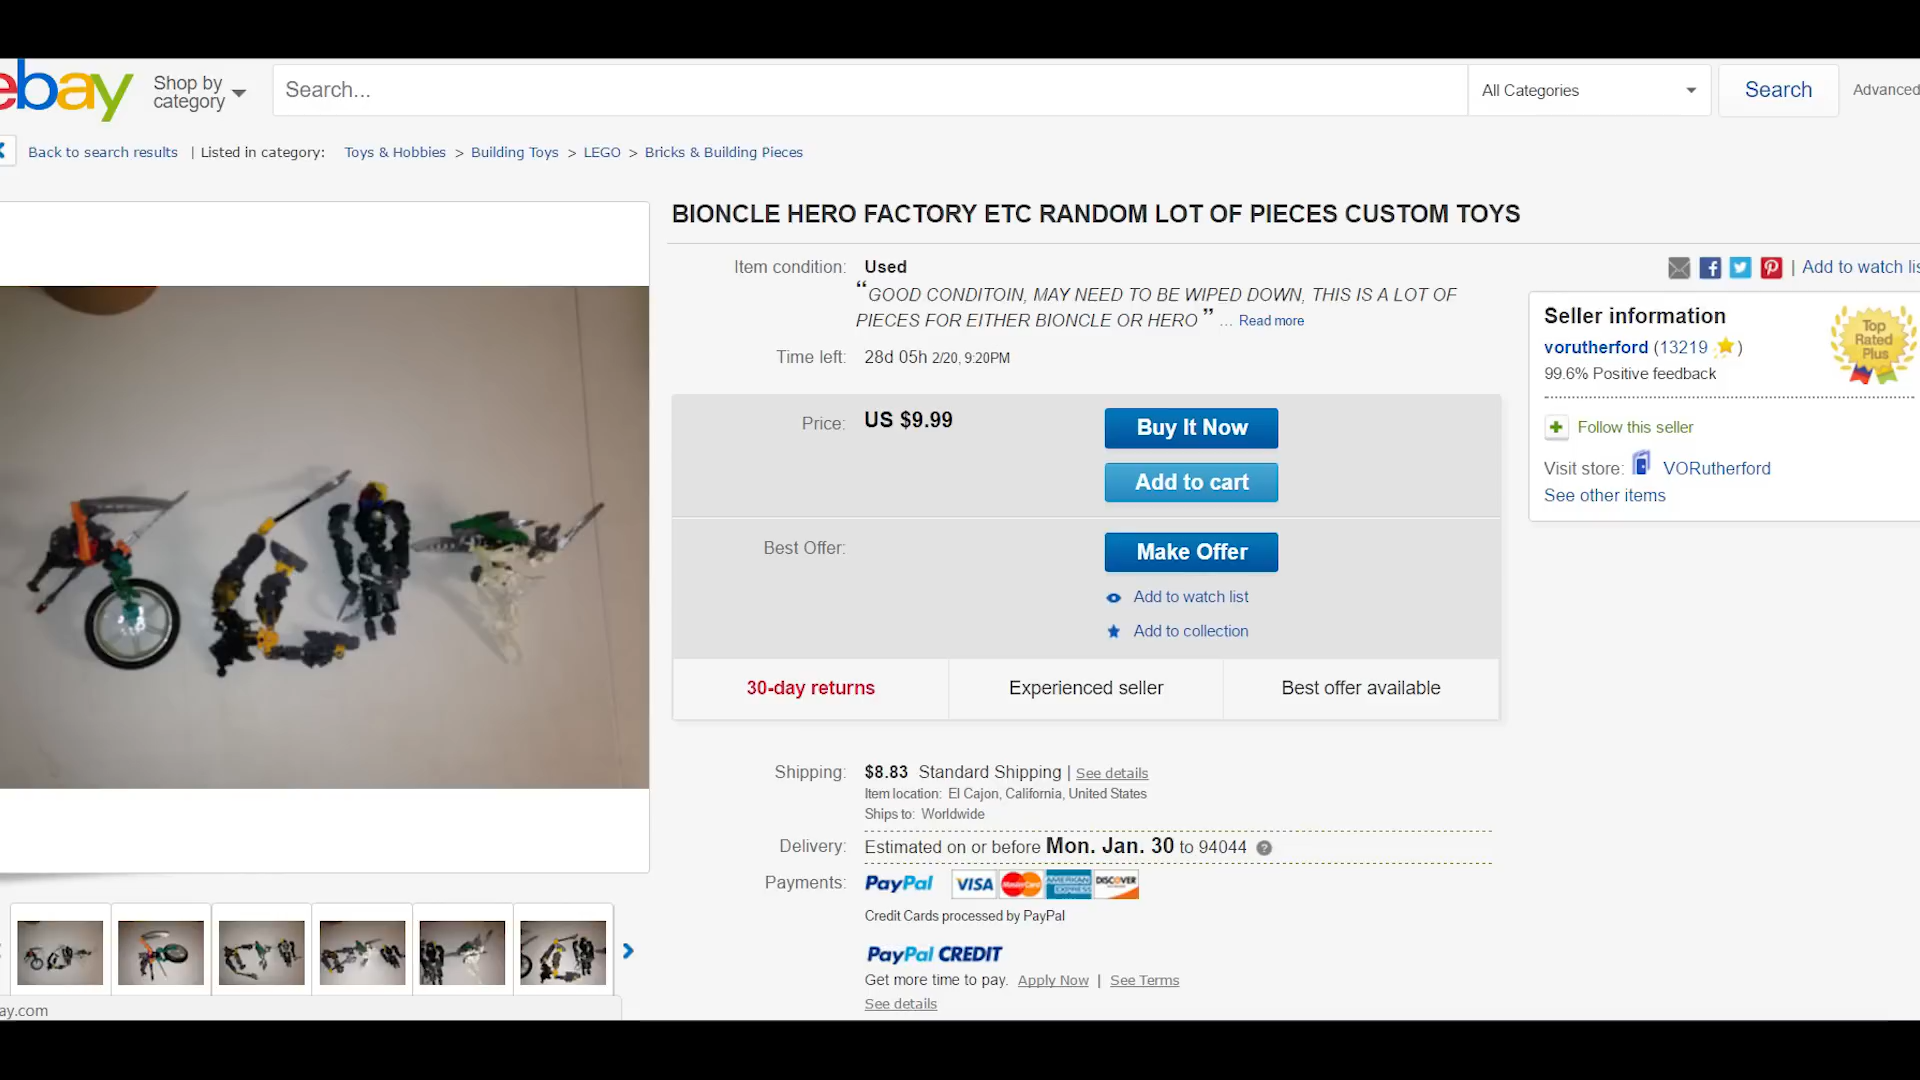 ebay
Shop by
category
Search...
All Categories
Search
Advanced
Back to search results | Listed in category: Toys & Hobbies > Building Toys > LEGO > Bricks & Building Pieces
BIONCLE HERO FACTORY ETC RANDOM LOT OF PIECES CUSTOM TOYS
Item condition: Used
“GOOD CONDITOIN, MAY NEED TO BE WIPED DOWN, THIS IS A LOT OF
PIECES FOR EITHER BIONCLE OR HERO” ... Read more
Time left: 28d 05h 2/20, 9:20PM
Price: US $9.99
Buy It Now
Add to cart
Best Offer:
Make Offer
Add to watch list
Add to collection
30-day returns
Experienced seller
Best offer available
Shipping: $8.83 Standard Shipping | See details
Item location: El Cajon, California, United States
Ships to: Worldwide
Delivery: Estimated on or before Mon. Jan. 30 to 94044 ?
Payments: PayPal VISA MasterCard AMERICAN EXPRESS DISCOVER
Credit Cards processed by PayPal
PayPal CREDIT
Get more time to pay. Apply Now | See Terms
See details
| Add to watch lis
Seller information
vorutherford (13219)
99.6% Positive feedback
Top
Rated
Plus
Follow this seller
Visit store: VORutherford
See other items
ay.com